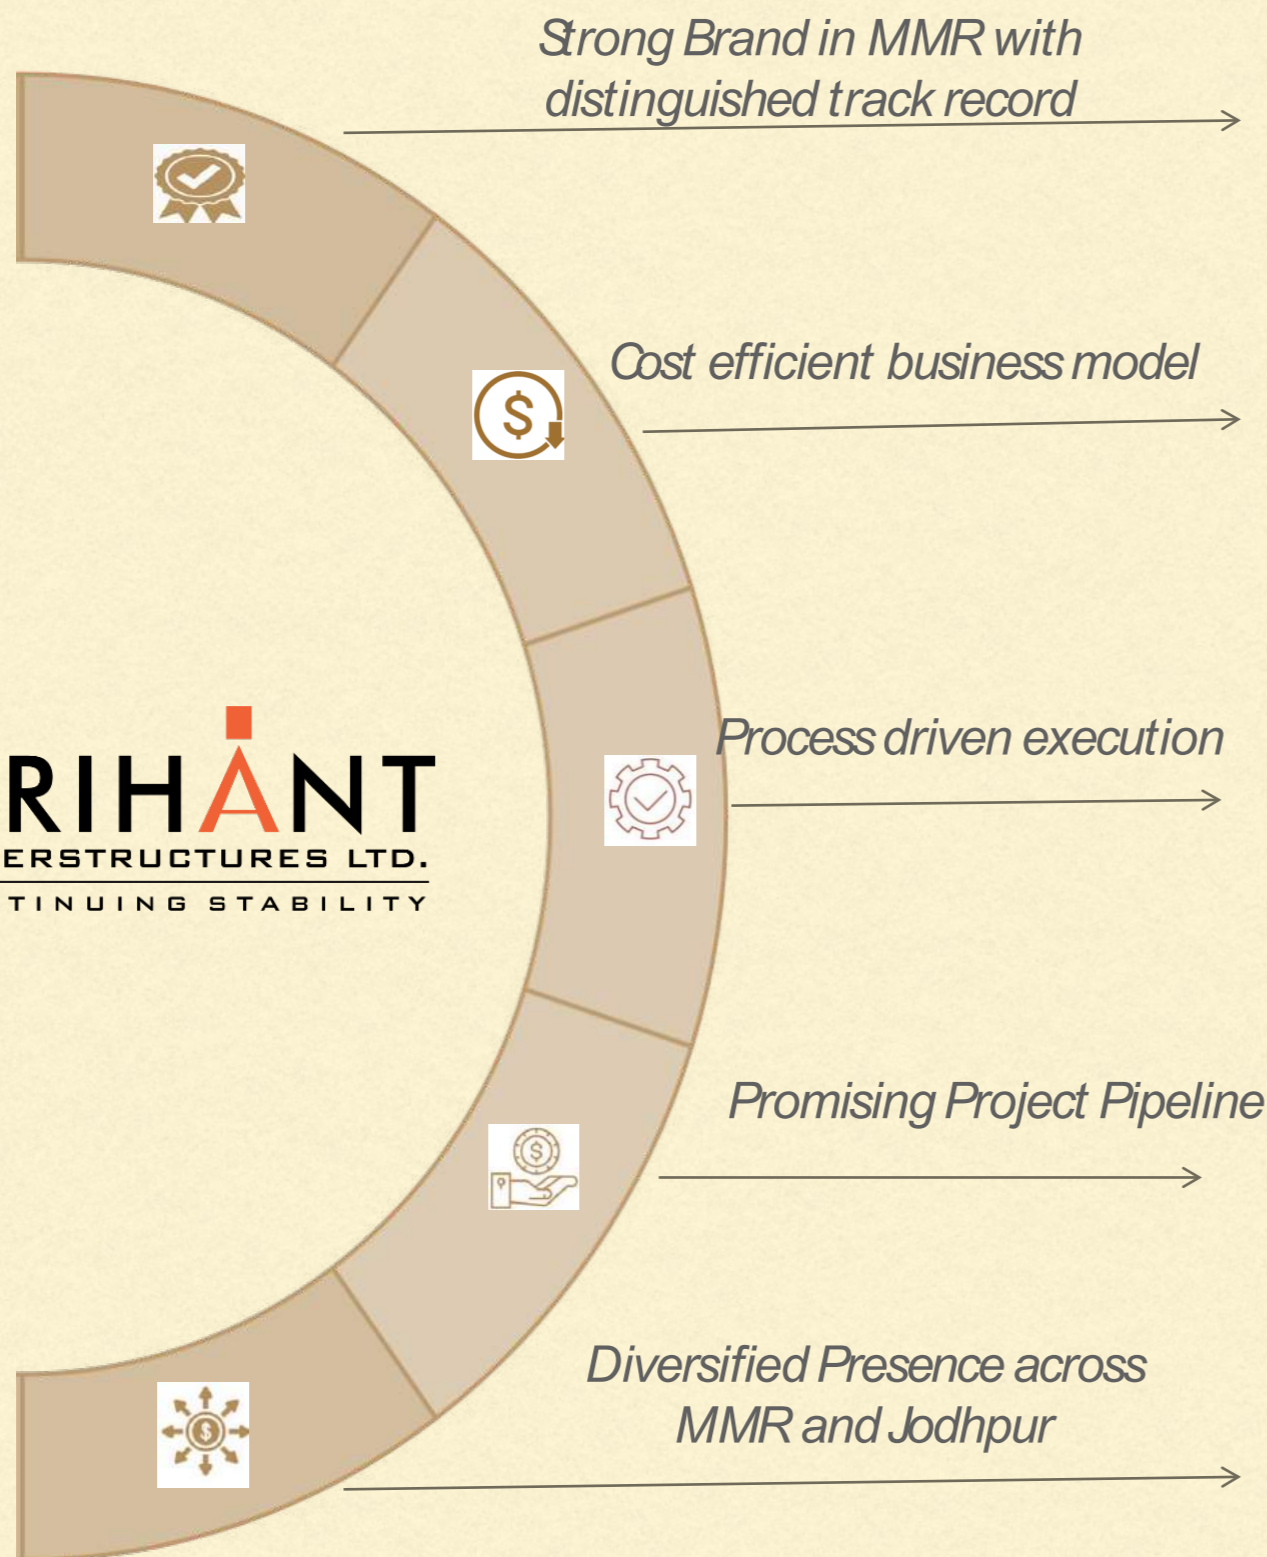 Strong Brand in MMR with
distinguished track record
Cost efficient business model
RIHANT
ERSTRUCTURES LTD.
TINUING STABILITY
Process driven execution
Promising Project Pipeline
Diversified Presence across
MMR and Jodhpur